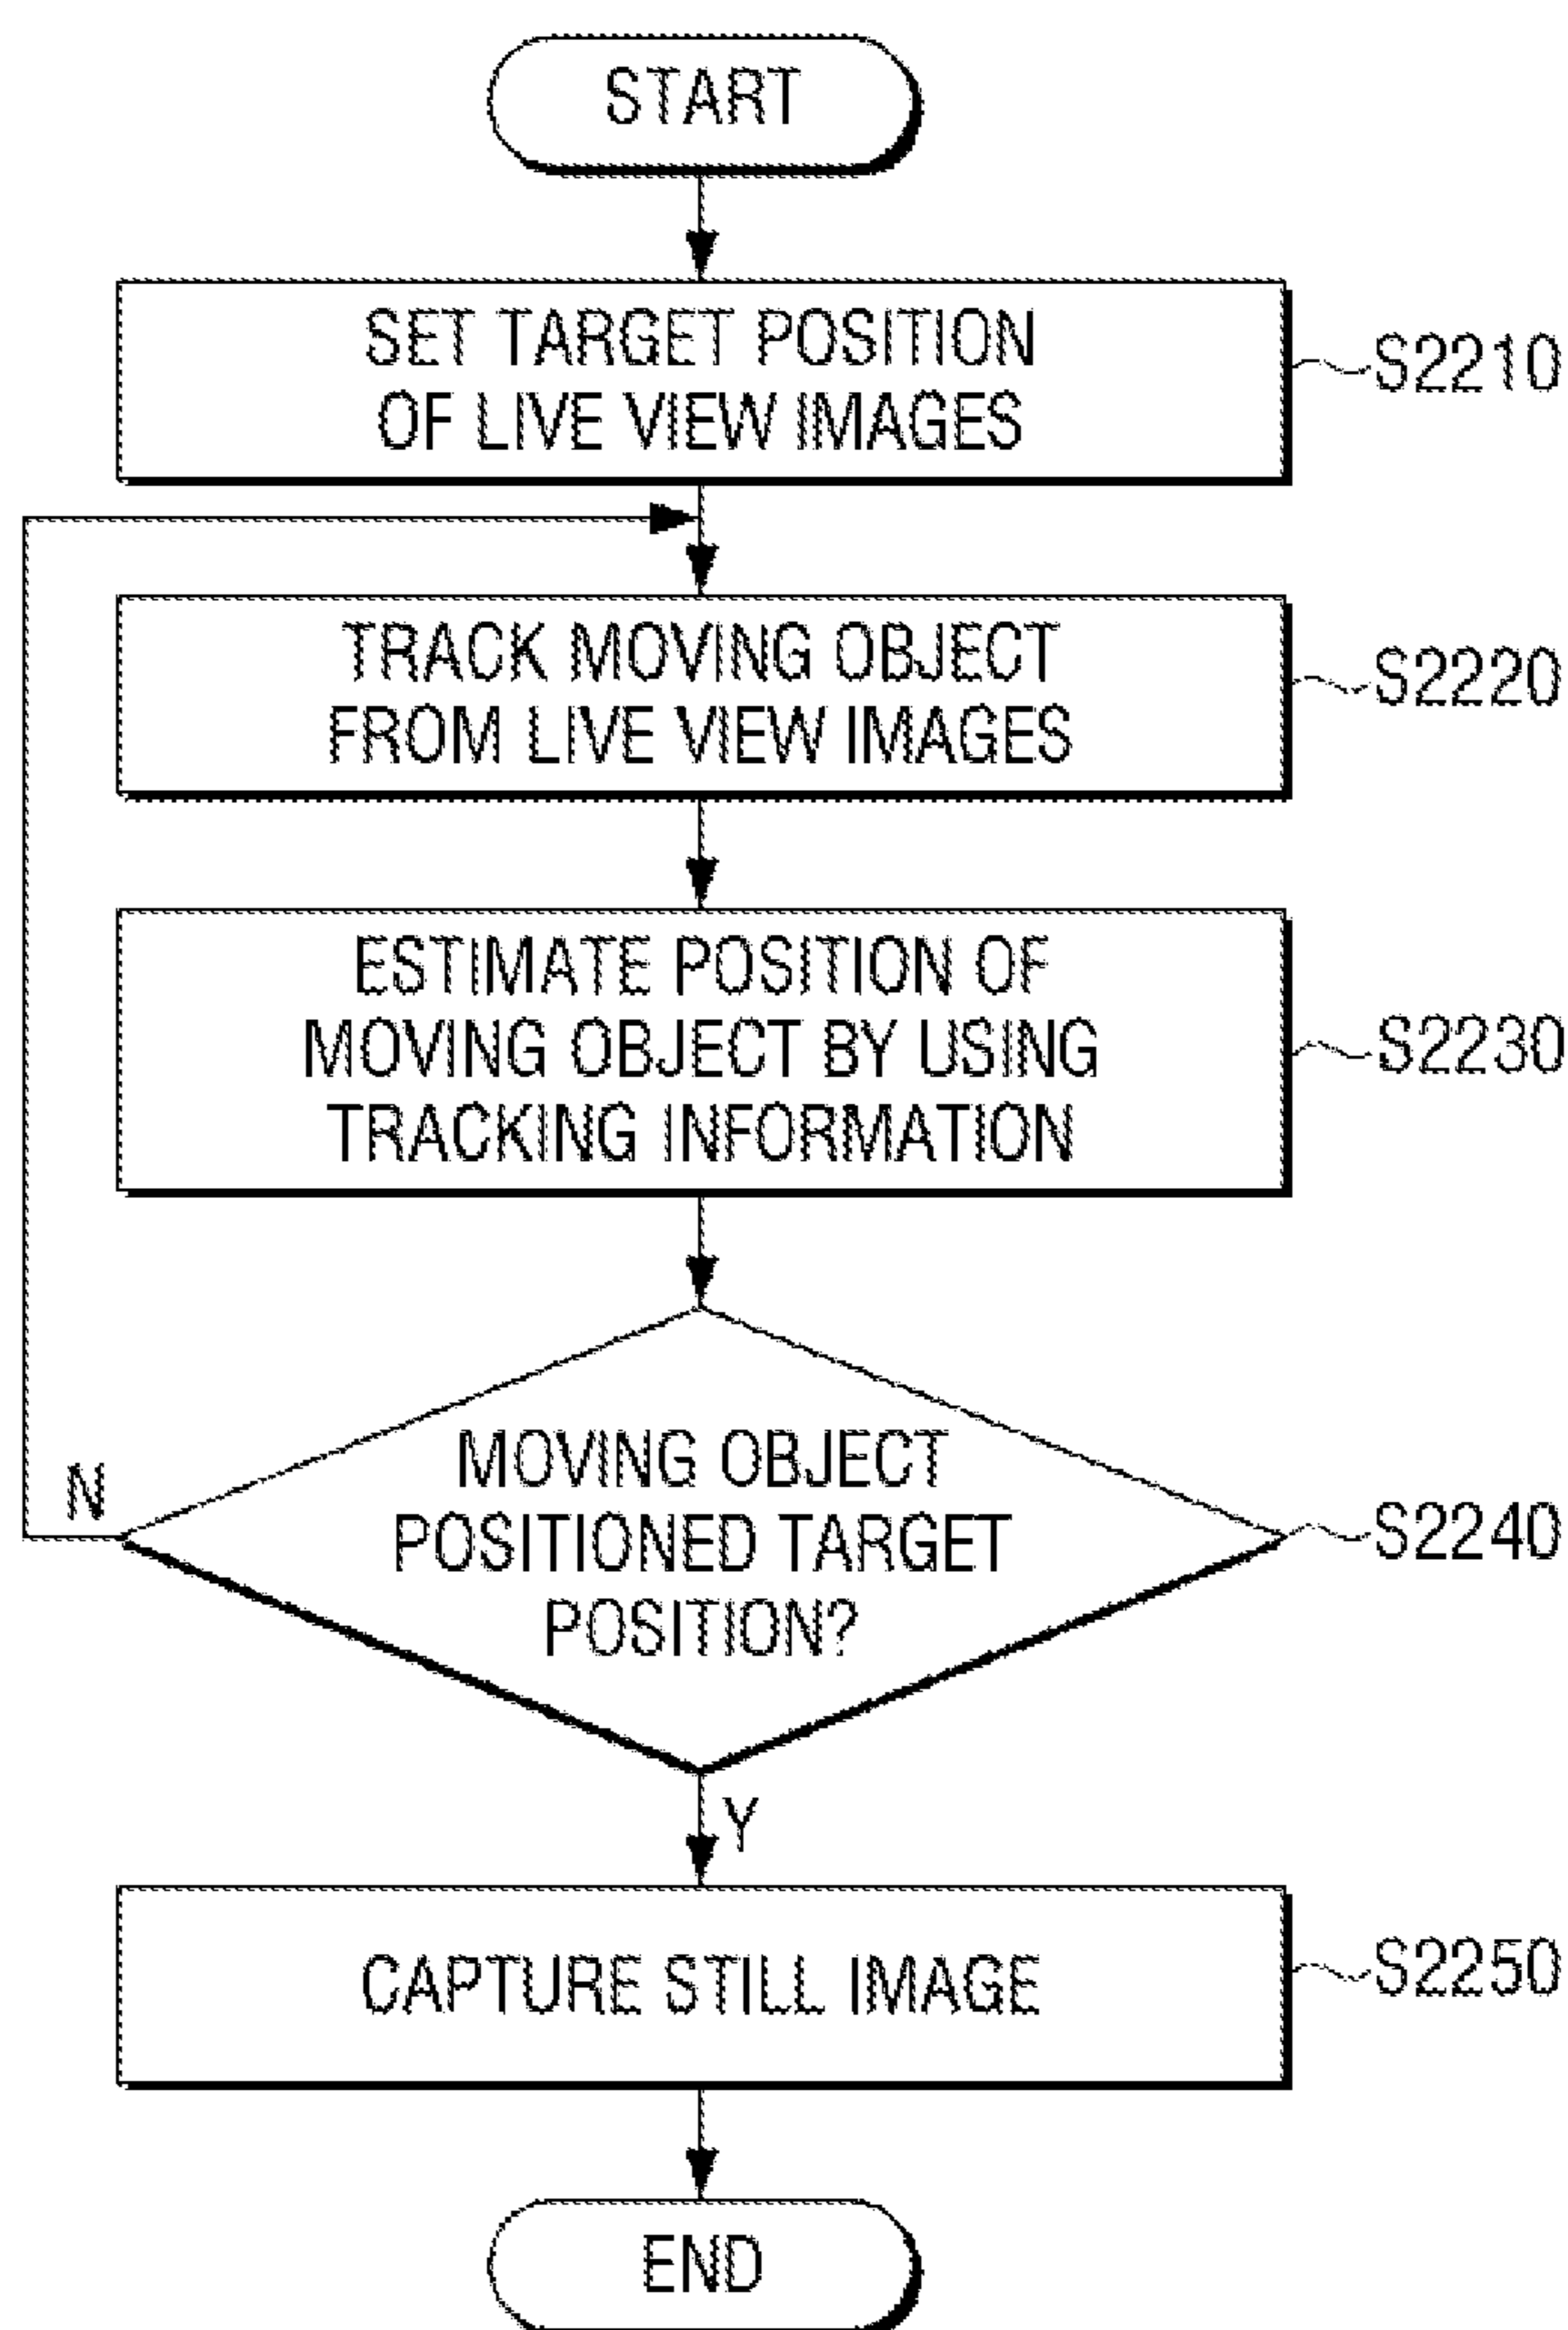 START
SET TARGET POSITION
OF LIVE VIEW IMAGES
S2210
TRACK MOVING OBJECT
FROM LIVE VIEW IMAGES
S2220
ESTIMATE POSITION OF
MOVING OBJECT BY USING
TRACKING INFORMATION
S2230
MOVING OBJECT
POSITIONED TARGET
POSITION?
S2240
N
Y
CAPTURE STILL IMAGE
S2250
END